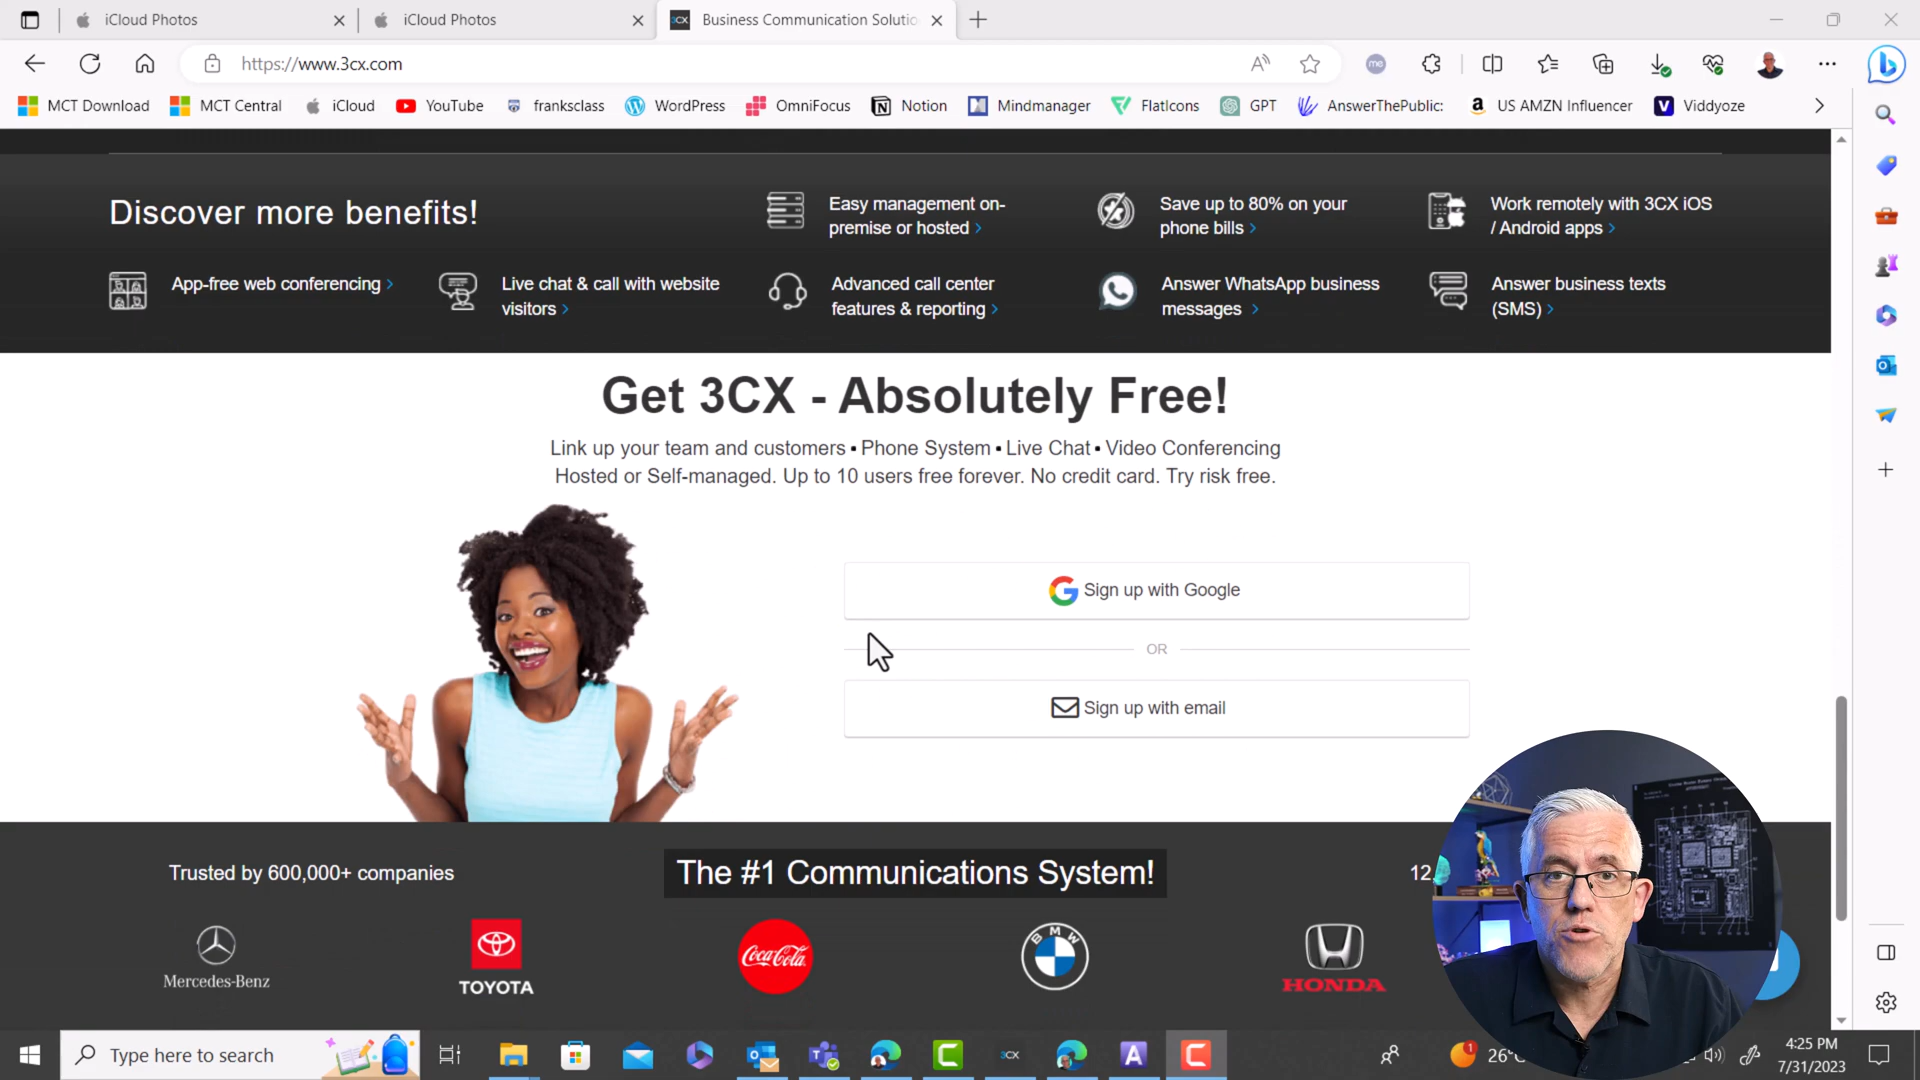 iCloud Photos
iCloud Photos
3CX
Business Communication Solutio
https://www.3cx.com
me
MCT Download
MCT Central
iCloud
YouTube
franksclass
WordPress
OmniFocus
Notion
Mindmanager
FlatIcons
GPT
AnswerThePublic:
US AMZN Influencer
Viddyoze
Discover more benefits!
Easy management on-
premise or hosted
Save up to 80% on your
phone bills
Work remotely with 3CX iOS
/ Android apps
App-free web conferencing
Live chat & call with website
visitors
Advanced call center
features & reporting
Answer WhatsApp business
messages
Answer business texts
(SMS)
Get 3CX - Absolutely Free!
Link up your team and customers ▪ Phone System ▪ Live Chat ▪ Video Conferencing
Hosted or Self-managed. Up to 10 users free forever. No credit card. Try risk free.
Sign up with Google
OR
Sign up with email
Trusted by 600,000+ companies
The #1 Communications System!
12,
Mercedes-Benz
TOYOTA
Coca-Cola
BMW
HONDA
Type here to search
3CX
1
26°C
4:25 PM
7/31/2023